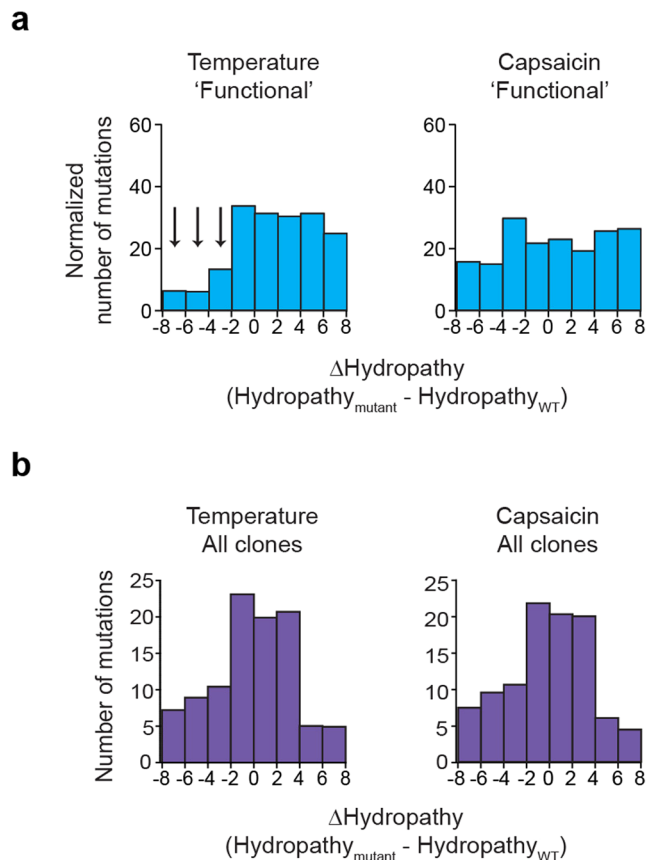 a
Temperature
'Functional'
Capsaicin
'Functional'
Normalized
number of mutations
60
40
20
0
-8 -6 -4 -2 0 2 4 6 8
60
40
20
0
-8 -6 -4 -2 0 2 4 6 8
ΔHydropathy
(Hydropathymutant - HydropathyWT)
b
Temperature
All clones
Capsaicin
All clones
Number of mutations
25
20
15
10
5
0
-8 -6 -4 -2 0 2 4 6 8
25
20
15
10
5
0
-8 -6 -4 -2 0 2 4 6 8
ΔHydropathy
(Hydropathymutant - HydropathyWT)